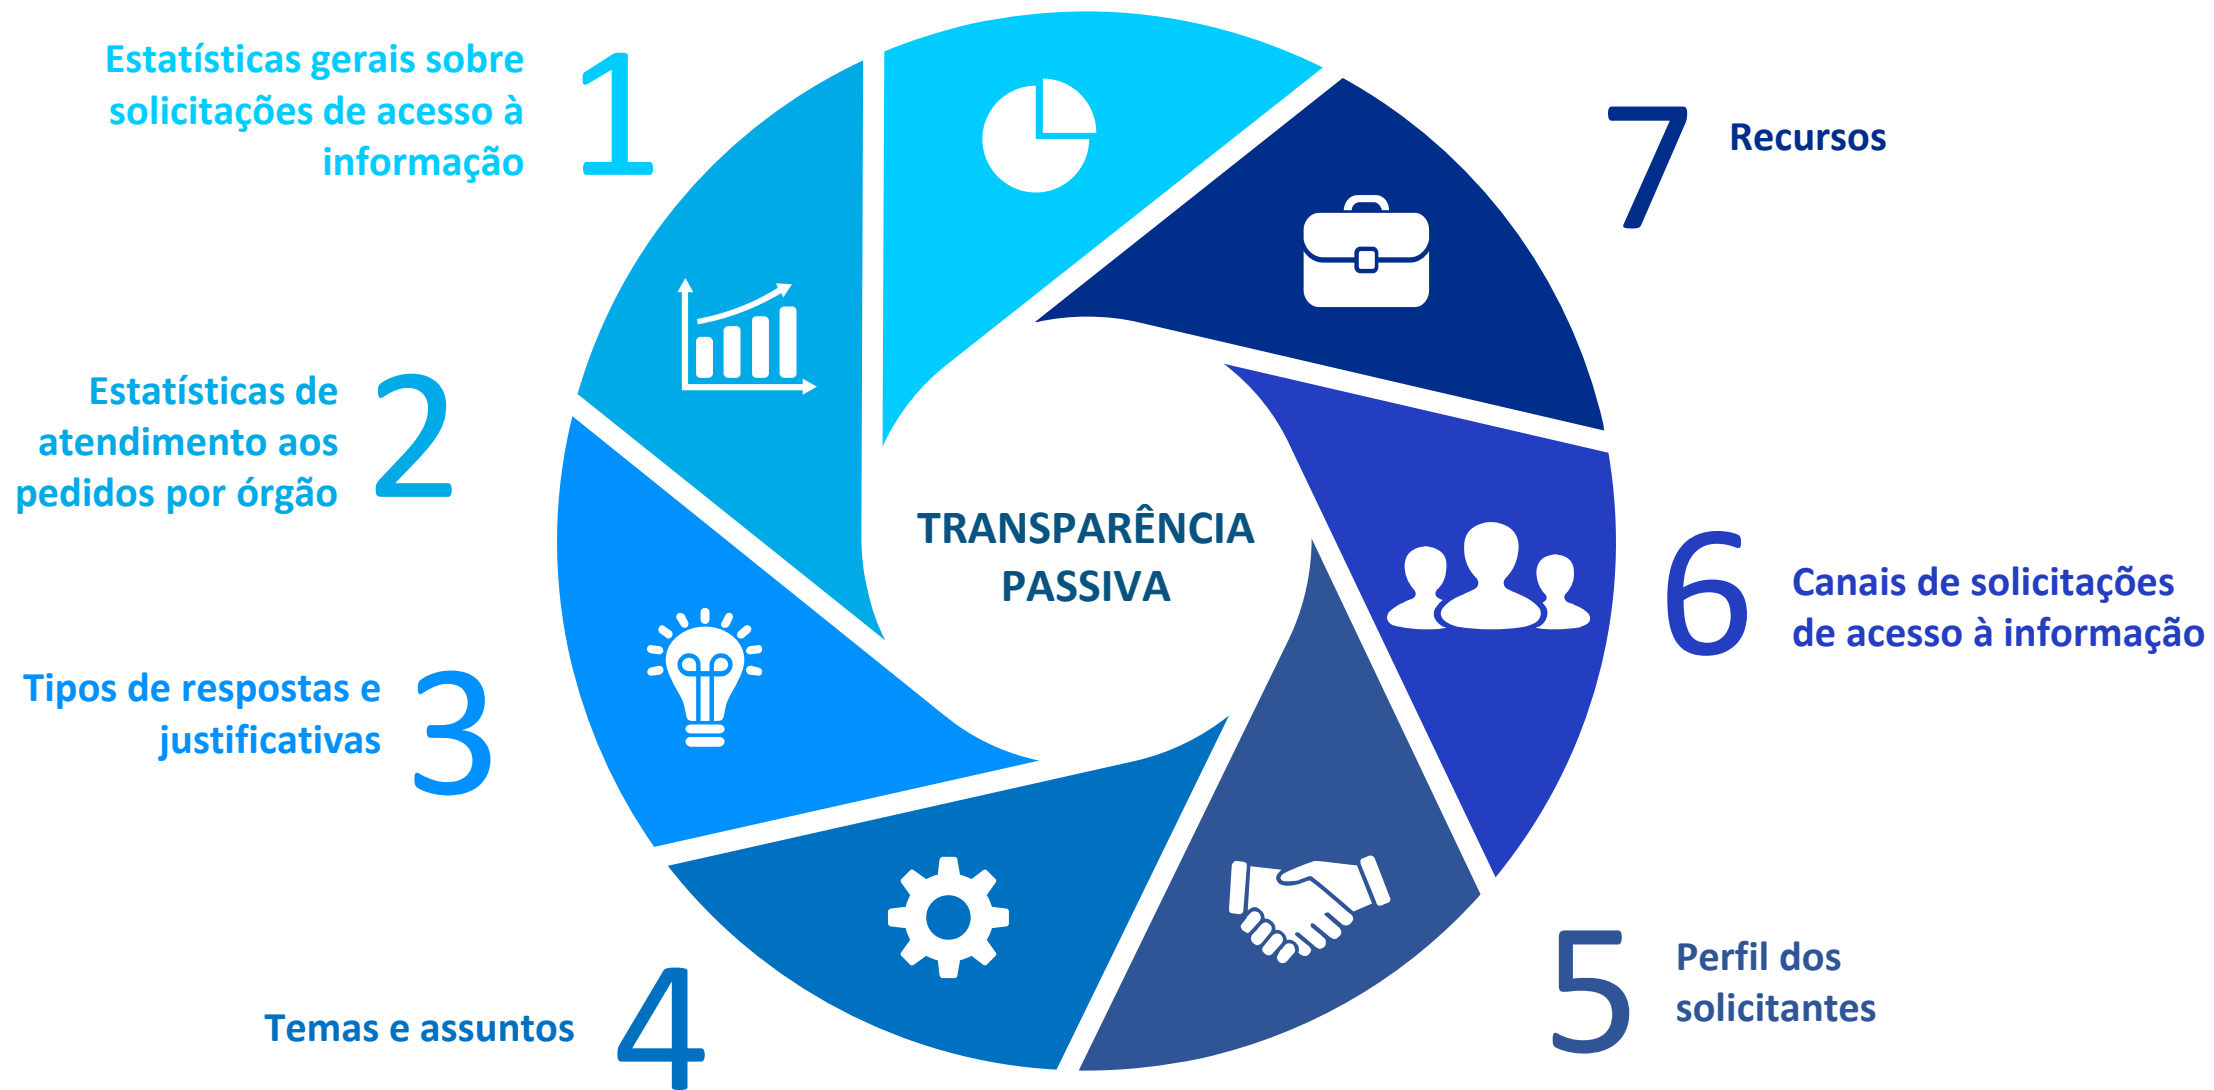 1
Estatísticas gerais sobre
solicitações de acesso à
informação
2
Estatísticas de
atendimento aos
pedidos por órgão
3
Tipos de respostas e
justificativas
4
Temas e assuntos
5
Perfil dos
solicitantes
6
Canais de solicitações
de acesso à informação
7
Recursos
TRANSPARÊNCIA
PASSIVA